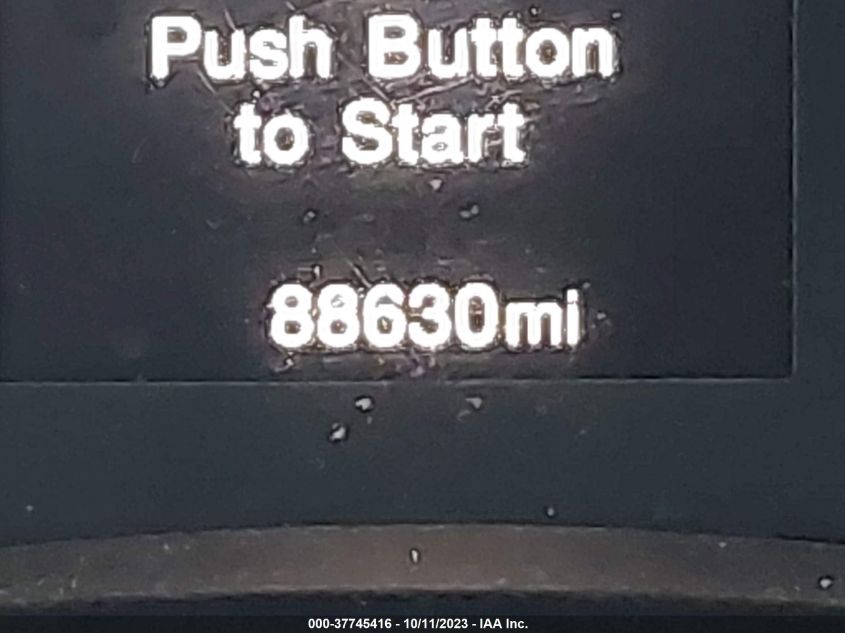 Push Button
to Start
88630mi
000-37745416 - 10/11/2023 - IAA Inc.